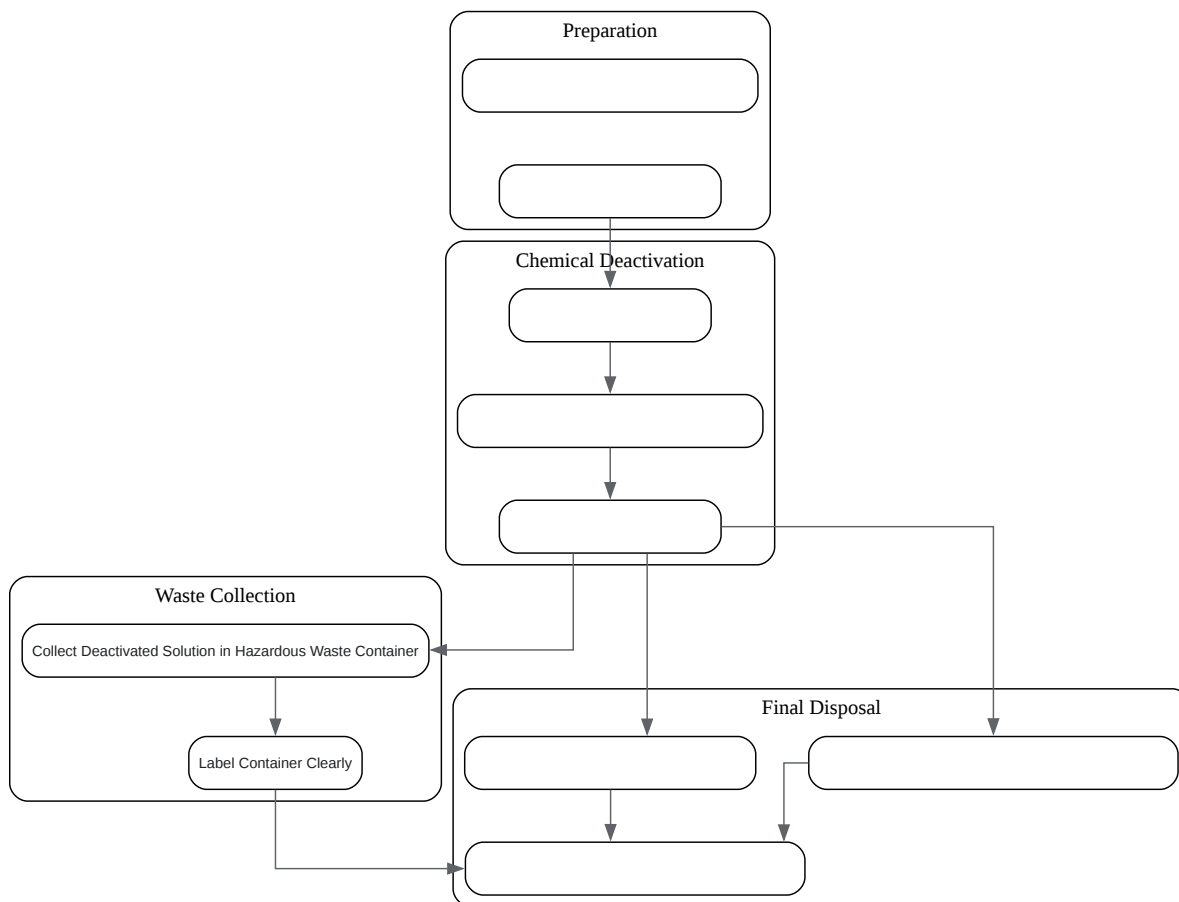 Preparation
Chemical Deactivation
Waste Collection
Collect Deactivated Solution in Hazardous Waste Container
Final Disposal
Label Container Clearly